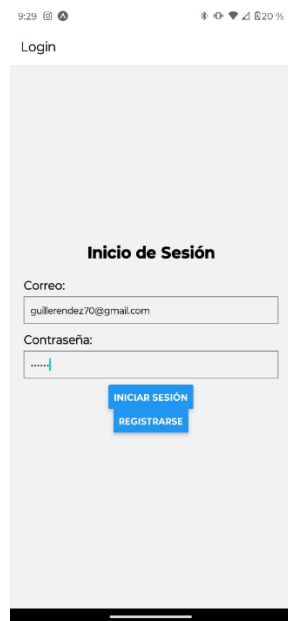 9:29 20 %
Login
Inicio de Sesión
Correo:
guillerendez70@gmail.com
Contraseña:
••••••
INICIAR SESIÓN
REGISTRARSE